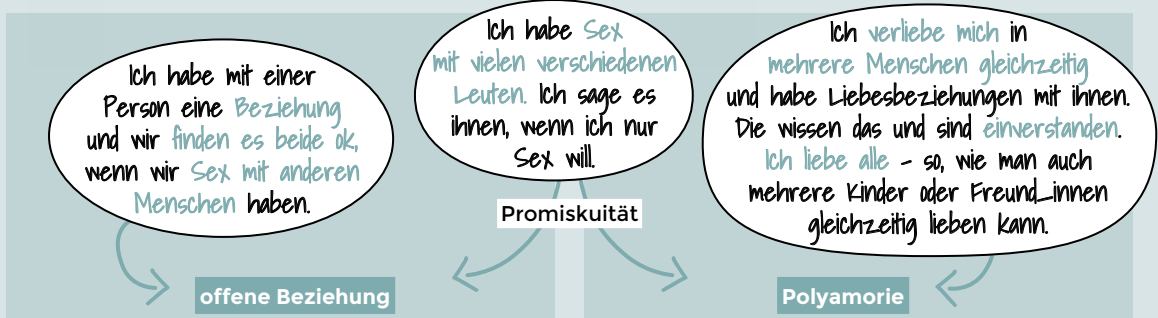 Ich habe mit einer
Person eine Beziehung
und wir finden es beide ok,
wenn wir Sex mit anderen
Menschen haben.
Ich habe Sex
mit vielen verschiedenen
Leuten. Ich sage es
ihnen, wenn ich nur
Sex will.
Ich verliebe mich in
mehrere Menschen gleichzeitig
und habe Liebesbeziehungen mit ihnen.
Die wissen das und sind einverstanden.
Ich liebe alle - so, wie man auch
mehrere Kinder oder Freund_innen
gleichzeitig lieben kann.
Promiskuität
offene Beziehung
Polyamorie